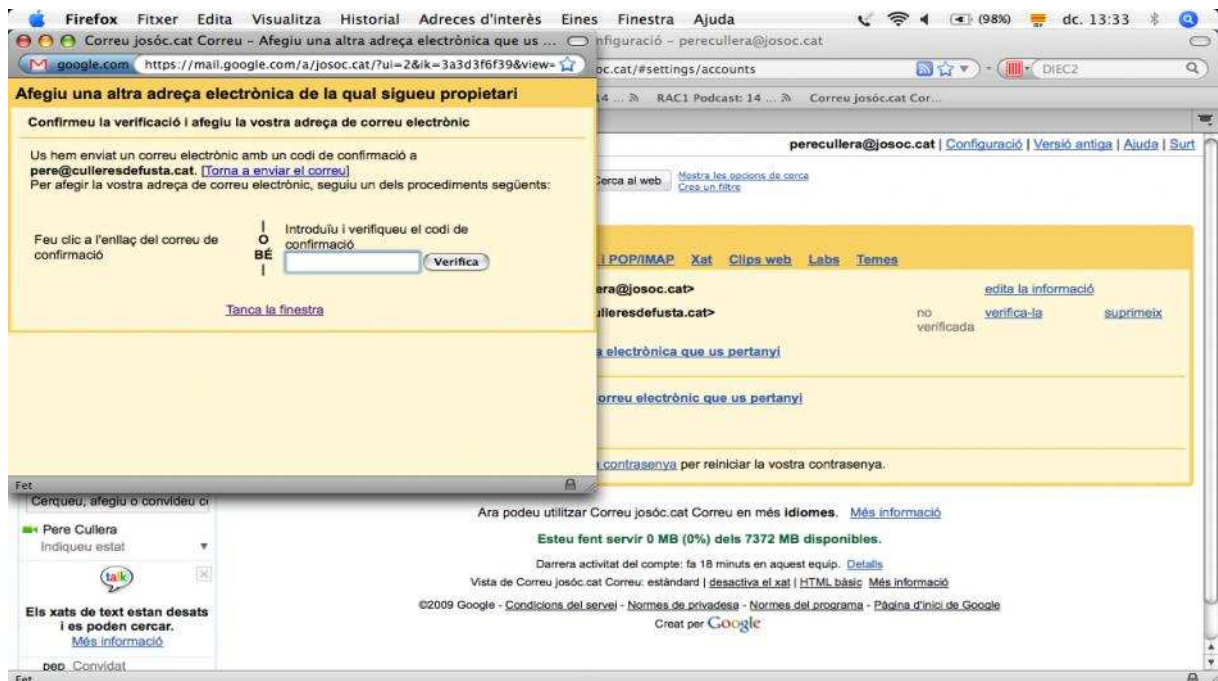 Firefox Fitxer Edita Visualitza Historial Adreces d'interès Eines Finestra Ajuda (98%) dc. 13:33
Correu josóc.cat Correu – Afegiu una altra adreça electrònica que us ...
nfiguració – perecullera@josoc.cat
google.com https://mail.google.com/a/josoc.cat/?ui=2&ik=3a3d3f6f39&view=
oc.cat/#settings/accounts
DIEC2
14 ... RAC1 Podcast: 14 ... Correu josóc.cat Cor...
Afegiu una altra adreça electrònica de la qual sigueu propietari
Confirmeu la verificació i afegiu la vostra adreça de correu electrònic
Us hem enviat un correu electrònic amb un codi de confirmació a
pere@culleresdefusta.cat. [Torna a enviar el correu]
Per afegir la vostra adreça de correu electrònic, seguiu un dels procediments següents:
Feu clic a l'enllaç del correu de
confirmació
|
O
BÉ
|
Introduïu i verifiqueu el codi de
confirmació
Verifica
Tanca la finestra
Fet
perecullera@josoc.cat | Configuració | Versió antiga | Ajuda | Surt
Cerca al web
Mostra les opcions de cerca
Crea un filtre
i POP/IMAP Xat Clips web Labs Temes
era@josoc.cat> edita la informació
ulleresdefusta.cat> no verifica-la suprimeix
verificada
a electrònica que us pertanyi
orreu electrònic que us pertanyi
contrasenya per reiniciar la vostra contrasenya.
Cerqueu, afegiu o convideu
Pere Cullera
Indiqueu estat
talk
Els xats de text estan desats
i es poden cercar.
Més informació
pep Convidat
Ara podeu utilitzar Correu josóc.cat Correu en més idiomes. Més informació
Esteu fent servir 0 MB (0%) dels 7372 MB disponibles.
Darrera activitat del compte: fa 18 minuts en aquest equip. Detalls
Vista de Correu josóc.cat Correu: estàndard | desactiva el xat | HTML bàsic Més informació
©2009 Google - Condicions del servei - Normes de privadesa - Normes del programa - Pàgina d'inici de Google
Creat per Google
Fet